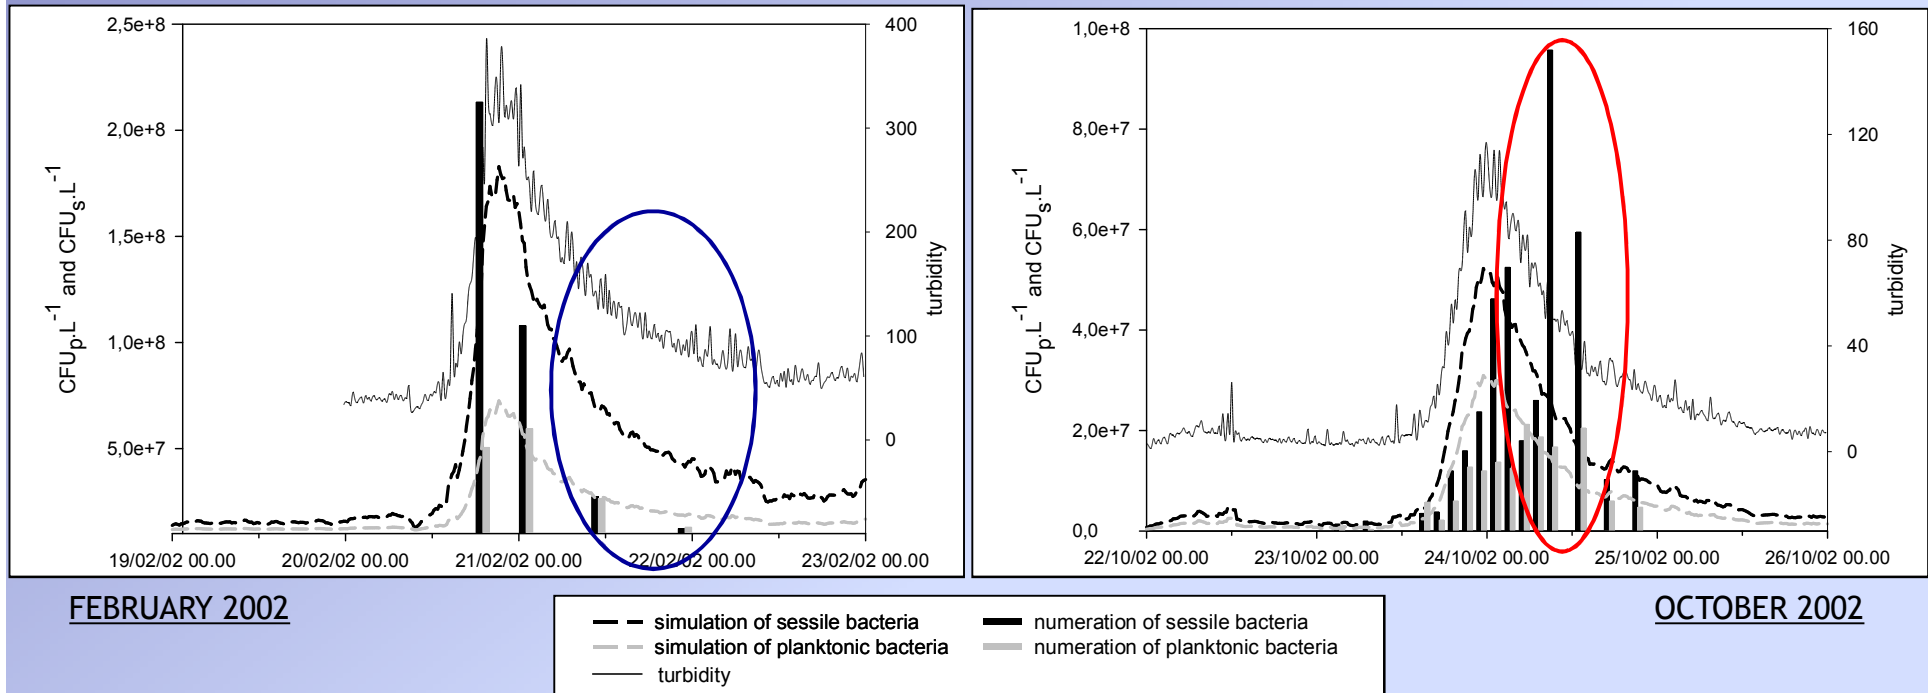 2,5e+8
2,0e+8
1,5e+8
1,0e+8
5,0e+7
CFUp.L-1 and CFUs.L-1
400
300
200
100
0
turbidity
19/02/02 00.00
20/02/02 00.00
21/02/02 00.00
22/02/02 00.00
23/02/02 00.00
1,0e+8
8,0e+7
6,0e+7
4,0e+7
2,0e+7
0,0
CFUp.L-1 and CFUs.L-1
160
120
80
40
0
turbidity
22/10/02 00.00
23/10/02 00.00
24/10/02 00.00
25/10/02 00.00
26/10/02 00.00
FEBRUARY 2002
OCTOBER 2002
simulation of sessile bacteria
simulation of planktonic bacteria
turbidity
numeration of sessile bacteria
numeration of planktonic bacteria